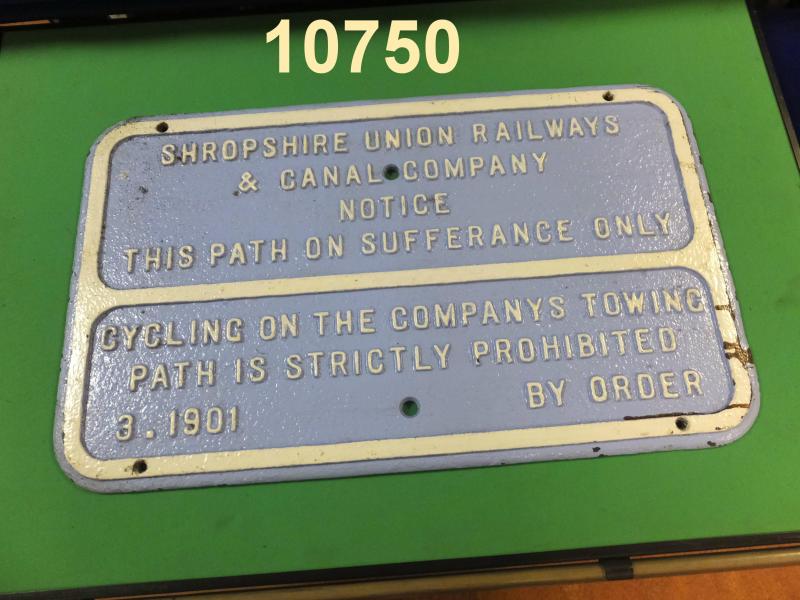 10750
SHROPSHIRE UNION RAILWAYS
& CANAL COMPANY
NOTICE
THIS PATH ON SUFFERANCE ONLY
CYCLING ON THE COMPANYS TOWING
PATH IS STRICTLY PROHIBITED
3.1901 BY ORDER